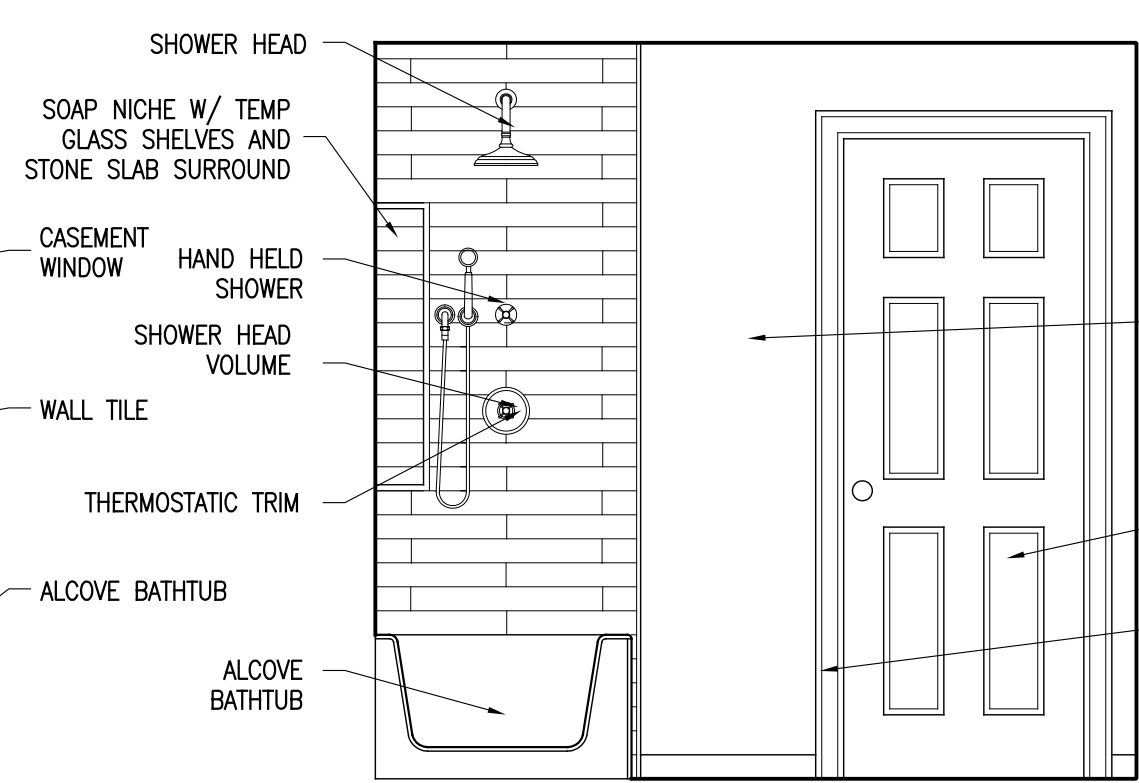 SHOWER HEAD
SOAP NICHE W/ TEMP
GLASS SHELVES AND
STONE SLAB SURROUND
CASEMENT
WINDOW
HAND HELD
SHOWER
SHOWER HEAD
VOLUME
WALL TILE
THERMOSTATIC TRIM
ALCOVE BATHTUB
ALCOVE
BATHTUB